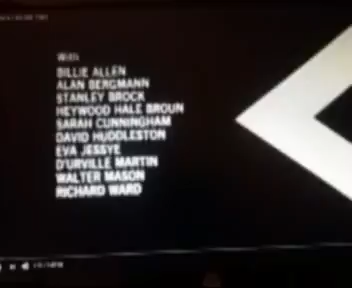 With
BILLIE ALLEN
ALAN BERGMANN
STANLEY BROCK
HEYWOOD HALE BROUN
SARAH CUNNINGHAM
DAVID HUDDLESTON
EVA JESSYE
D'URVILLE MARTIN
WALTER MASON
RICHARD WARD